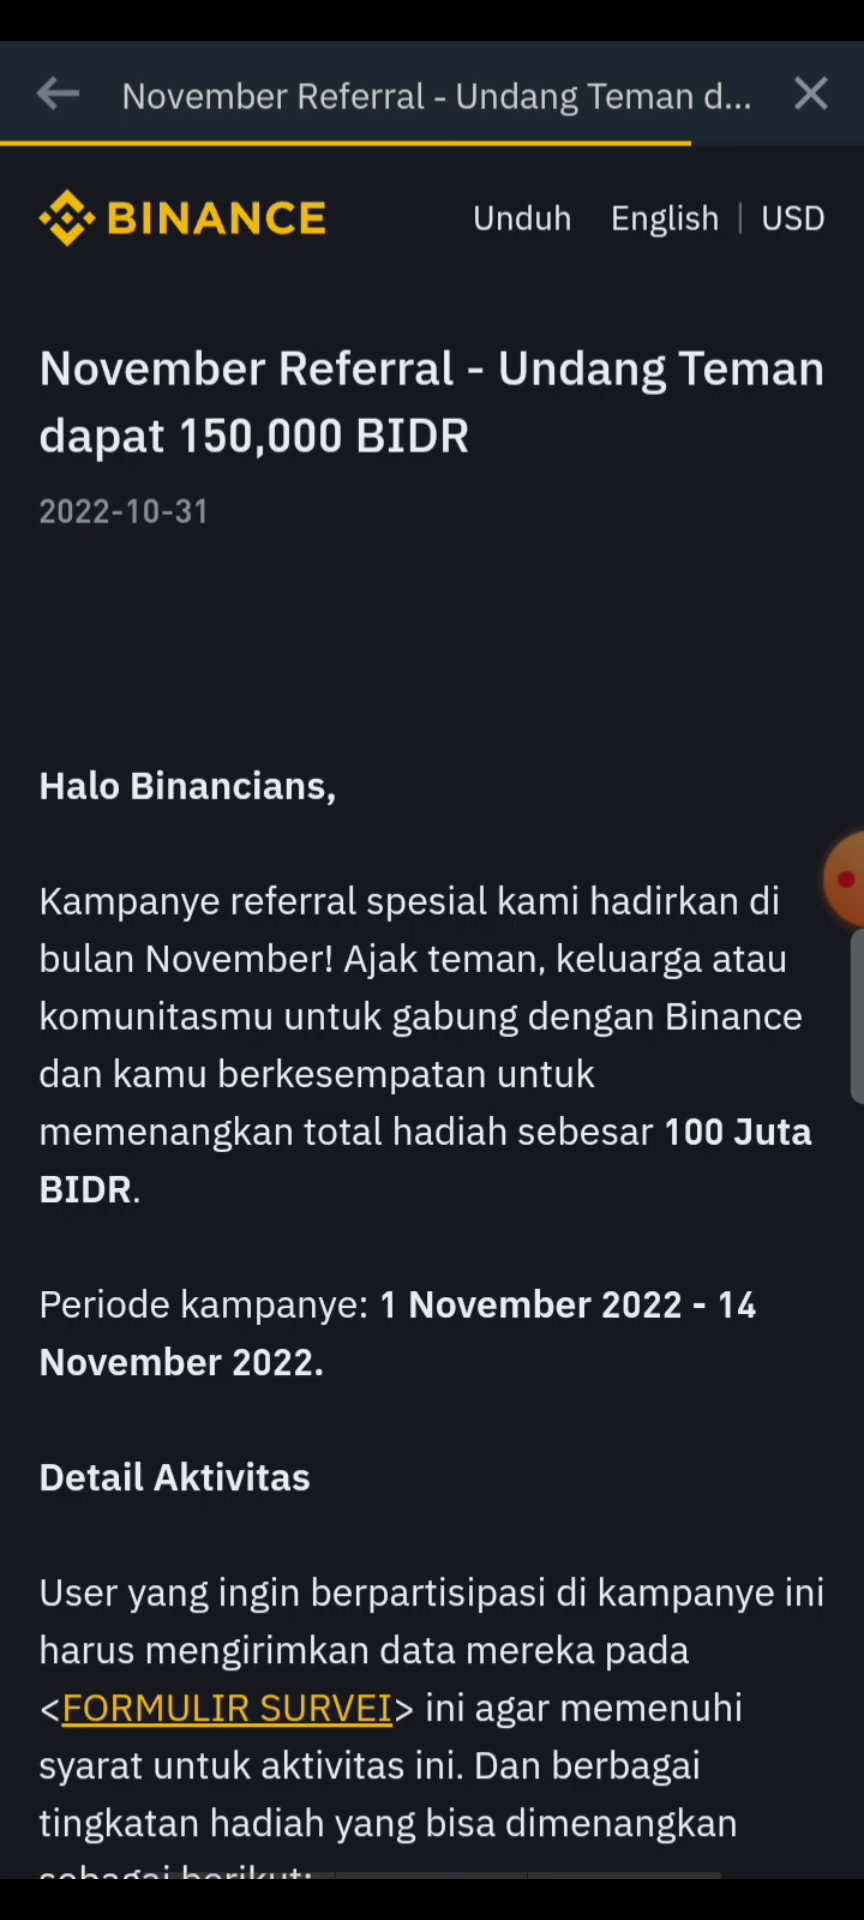 November Referral - Undang Teman d...
BINANCE
Unduh English | USD
November Referral - Undang Teman
dapat 150,000 BIDR
2022-10-31
Halo Binancians,
Kampanye referral spesial kami hadirkan di
bulan November! Ajak teman, keluarga atau
komunitasmu untuk gabung dengan Binance
dan kamu berkesempatan untuk
memenangkan total hadiah sebesar 100 Juta
BIDR.
Periode kampanye: 1 November 2022 - 14
November 2022.
Detail Aktivitas
User yang ingin berpartisipasi di kampanye ini
harus mengirimkan data mereka pada
<FORMULIR SURVEI> ini agar memenuhi
syarat untuk aktivitas ini. Dan berbagai
tingkatan hadiah yang bisa dimenangkan
sebagai berikut: